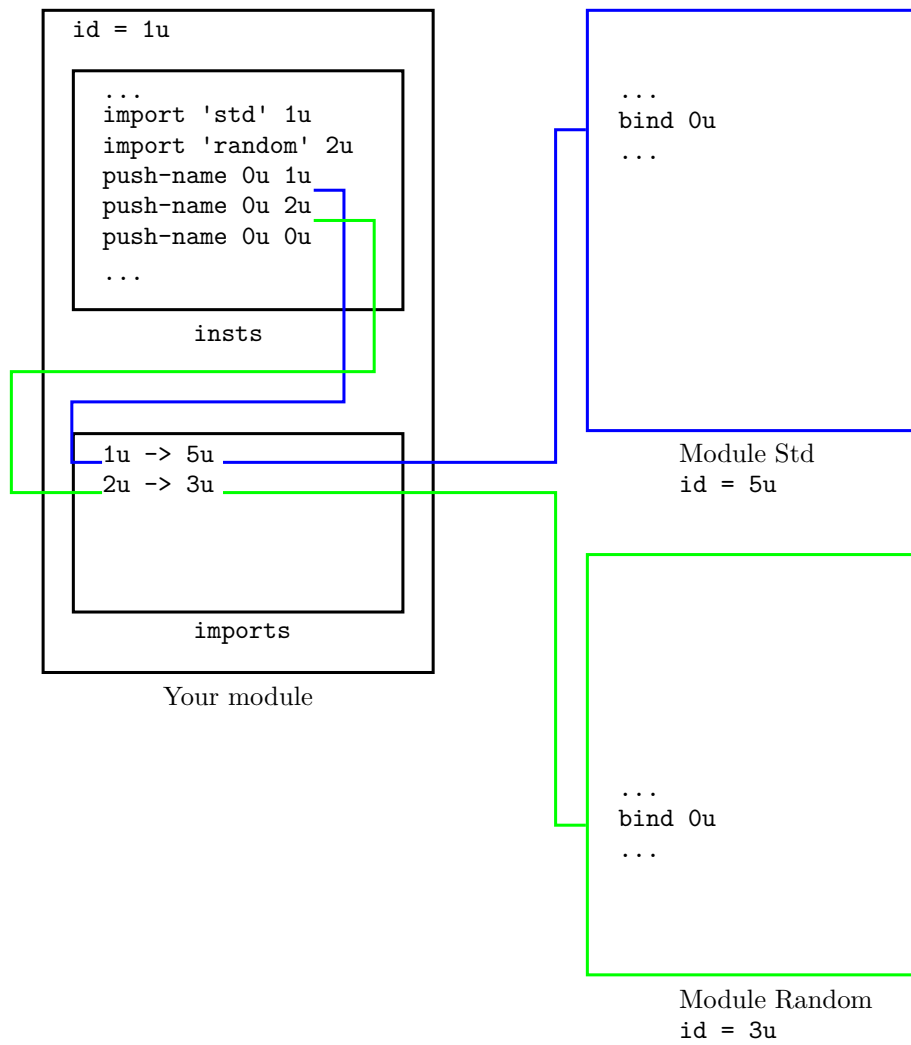 id = 1u
...
import 'std' 1u
import 'random' 2u
push-name 0u 1u
push-name 0u 2u
push-name 0u 0u
...
insts
1u -> 5u
2u -> 3u
imports
Your module
...
bind 0u
...
Module Std
id = 5u
...
bind 0u
...
Module Random
id = 3u